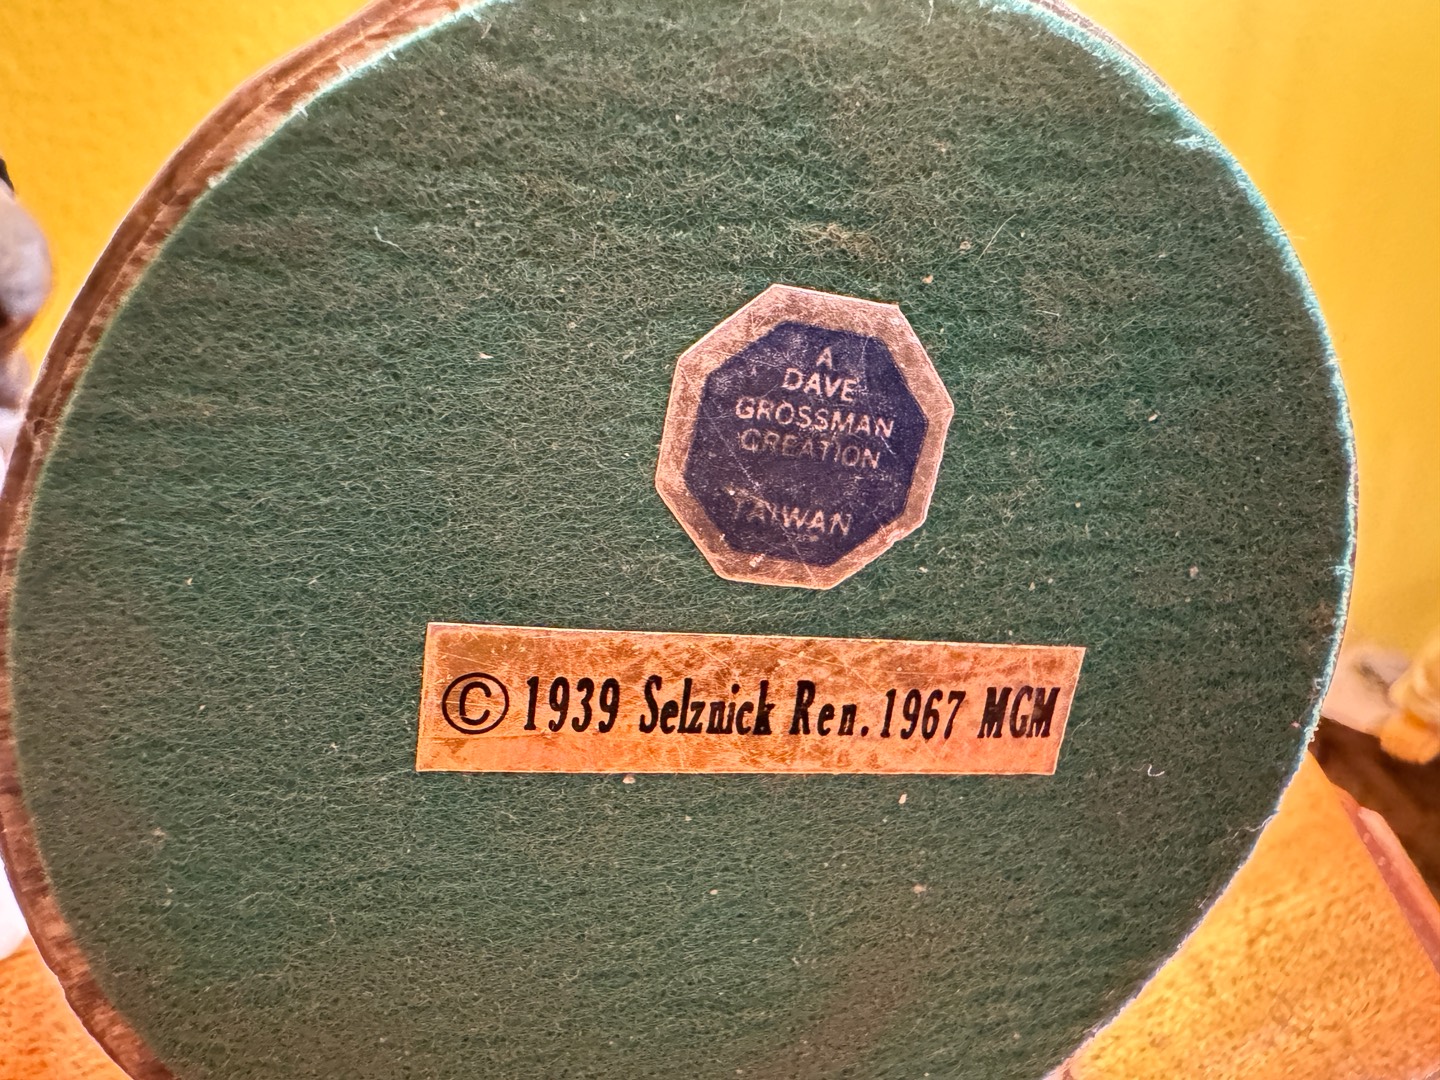 A
DAVE
GROSSMAN
CREATION
TAIWAN
© 1939 Selznick Ren. 1967 MGM